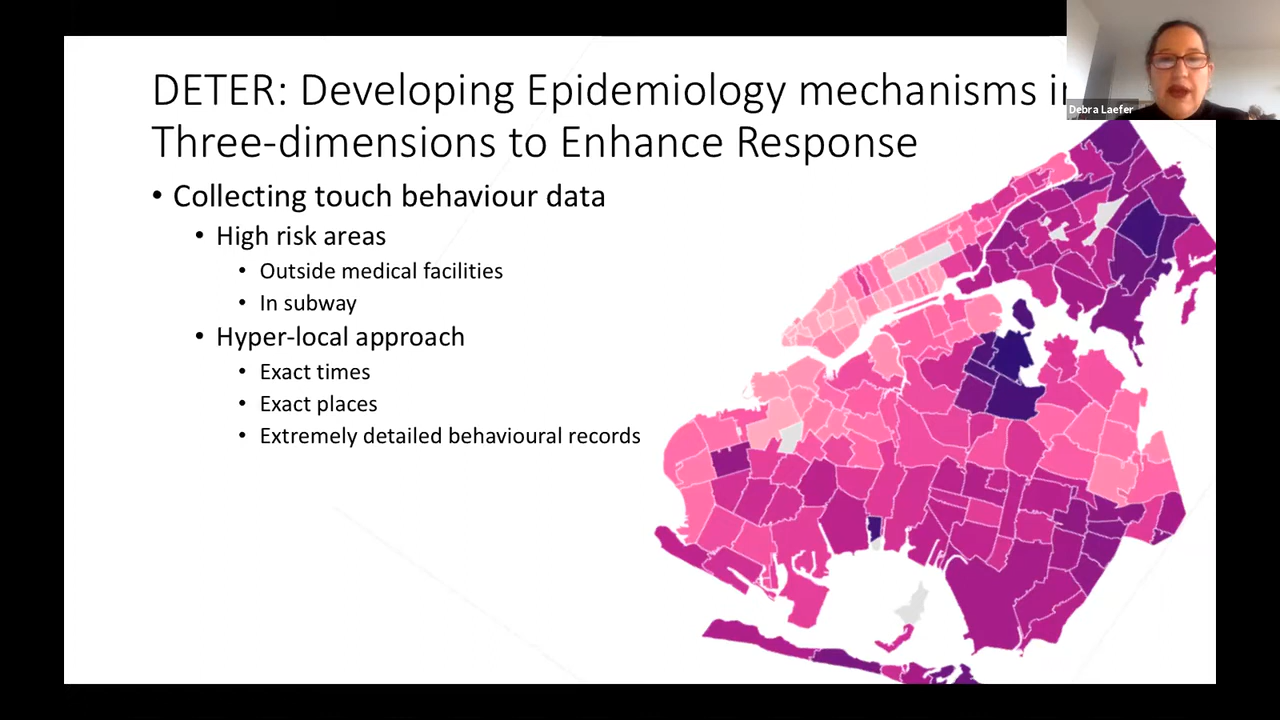 DETER: Developing Epidemiology mechanisms in
Three-dimensions to Enhance Response
Debra Laefer
• Collecting touch behaviour data
• High risk areas
• Outside medical facilities
• In subway
• Hyper-local approach
• Exact times
• Exact places
• Extremely detailed behavioural records